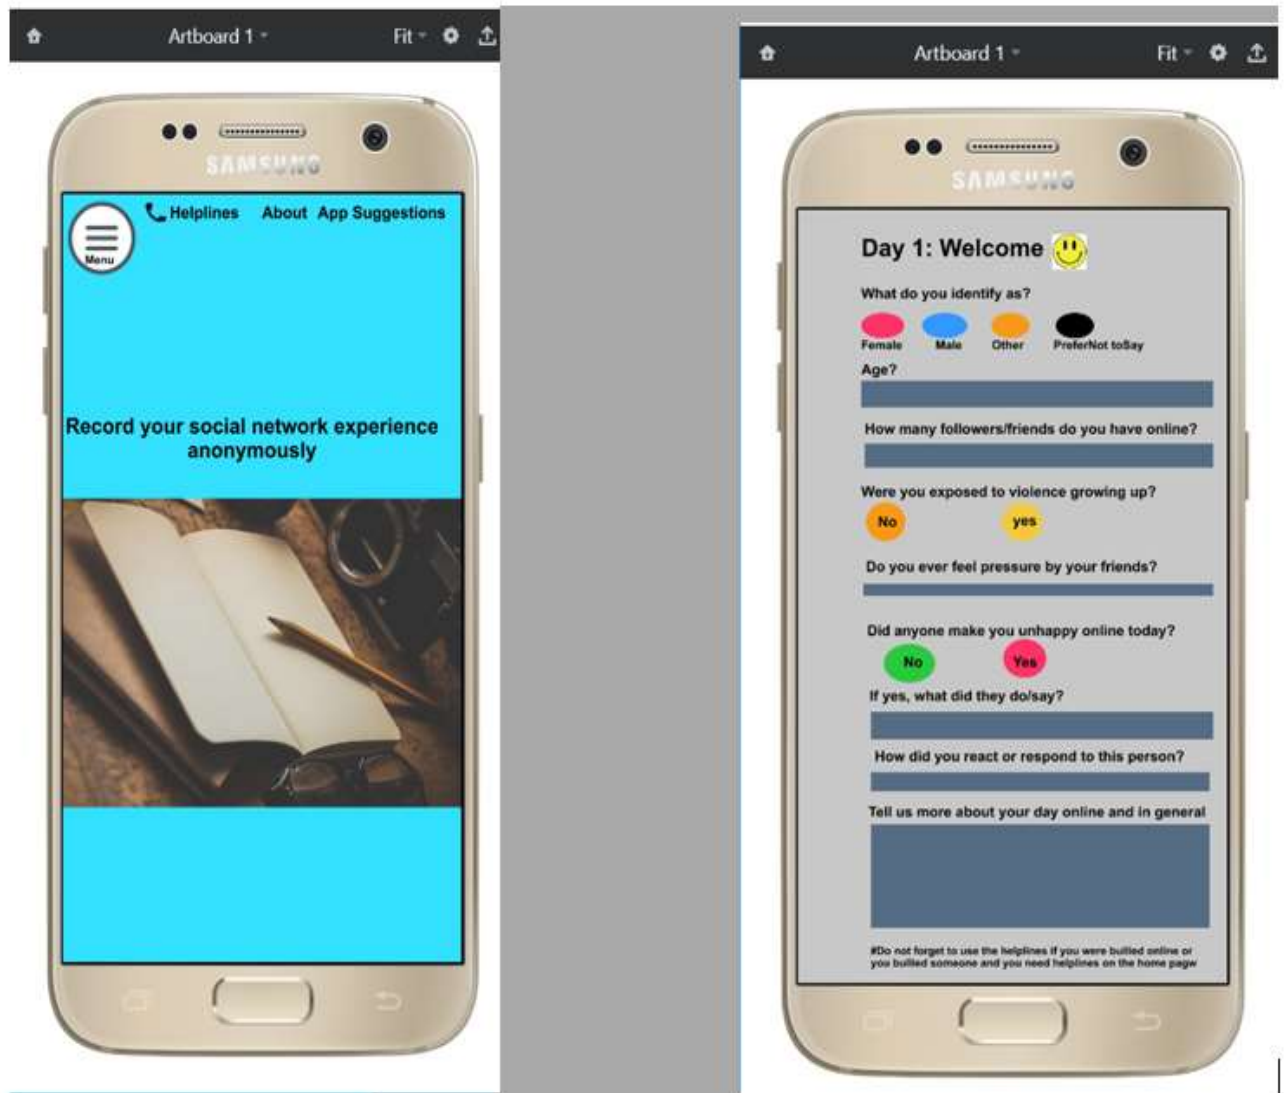 Artboard 1
Fit
SAMSUNG
Helplines About App Suggestions
Menu
Record your social network experience
anonymously
Artboard 1
Fit
SAMSUNG
Day 1: Welcome
What do you identify as?
Female Male Other PreferNot toSay
Age?
How many followers/friends do you have online?
Were you exposed to violence growing up?
No yes
Do you ever feel pressure by your friends?
Did anyone make you unhappy online today?
No Yes
If yes, what did they do/say?
How did you react or respond to this person?
Tell us more about your day online and in general
#Do not forget to use the helplines if you were bullied online or
you bullied someone and you need helplines on the home pagw